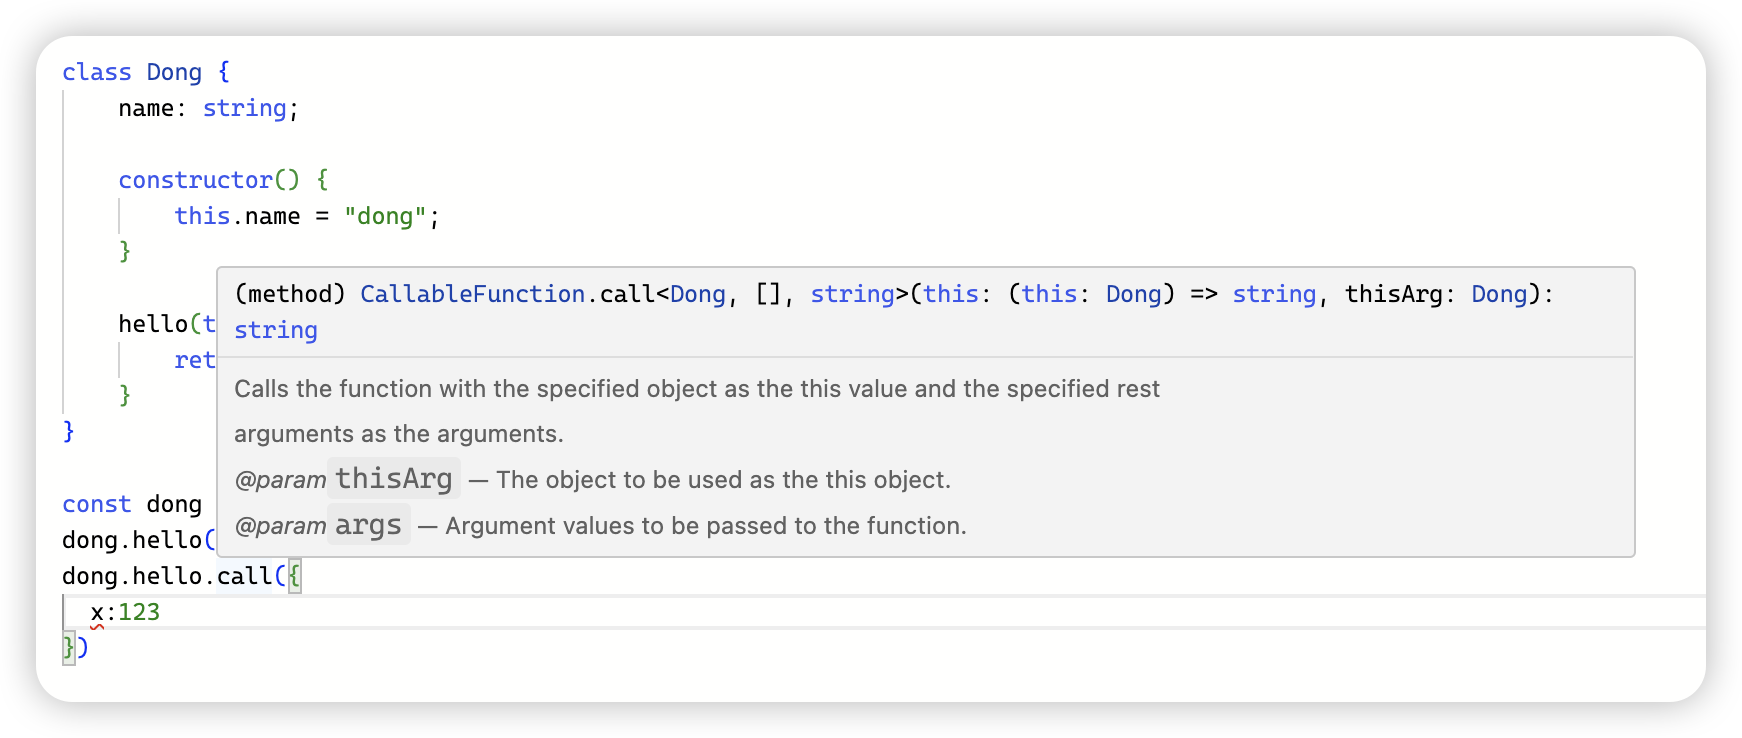 class Dong {
name: string;
constructor() {
this.name = "dong";
}
(method) CallableFunction.call<Dong, [], string>(this: (this: Dong) => string, thisArg: Dong):
hello(t
string
ret
Calls the function with the specified object as the this value and the specified rest
}
arguments as the arguments.
}
@param thisArg — The object to be used as the this object.
const dong
@param args — Argument values to be passed to the function.
dong.hello(
dong.hello.call({
x:123
})